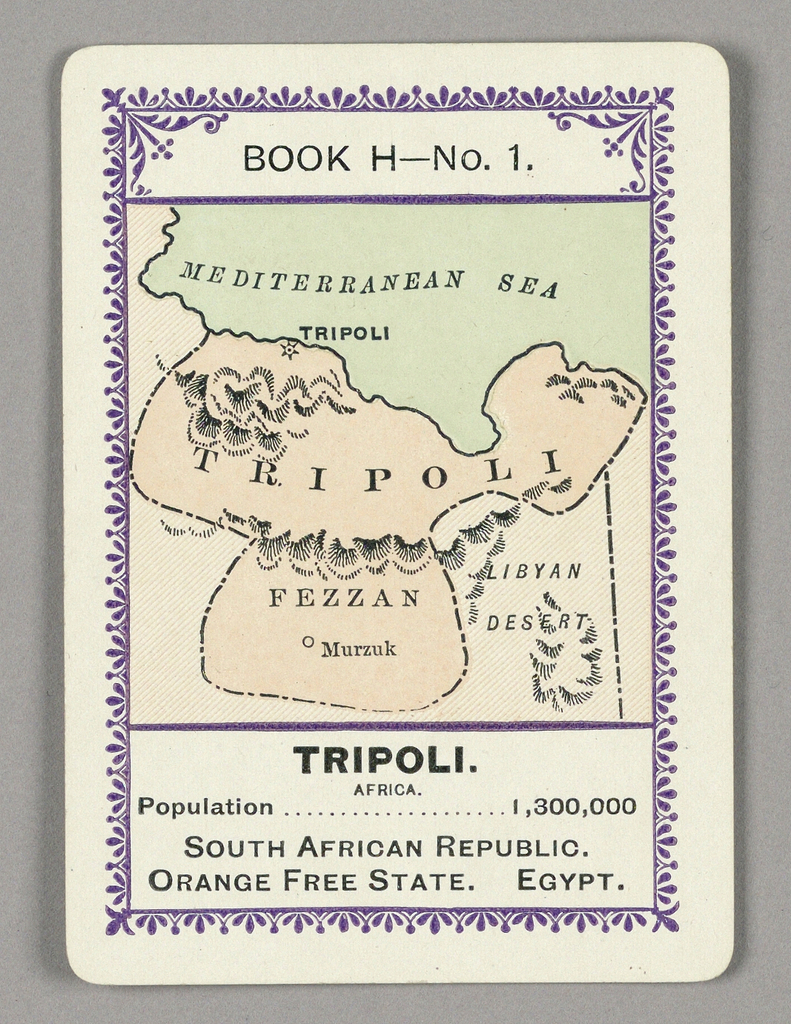 BOOK H—No. 1.
MEDITERRANEAN SEA
TRIPOLI
TRIPOLI
LIBYAN
DESERT
FEZZAN
Murzuk
TRIPOLI.
AFRICA.
Population ..................... 1,300,000
SOUTH AFRICAN REPUBLIC.
ORANGE FREE STATE. EGYPT.